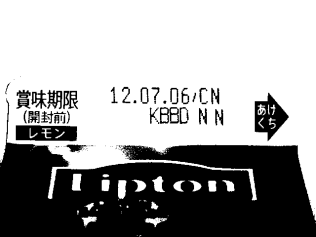 賞味期限 12.07.06/CN
(開封前) KBBD N N
レモン
あけ
くち
Lipton